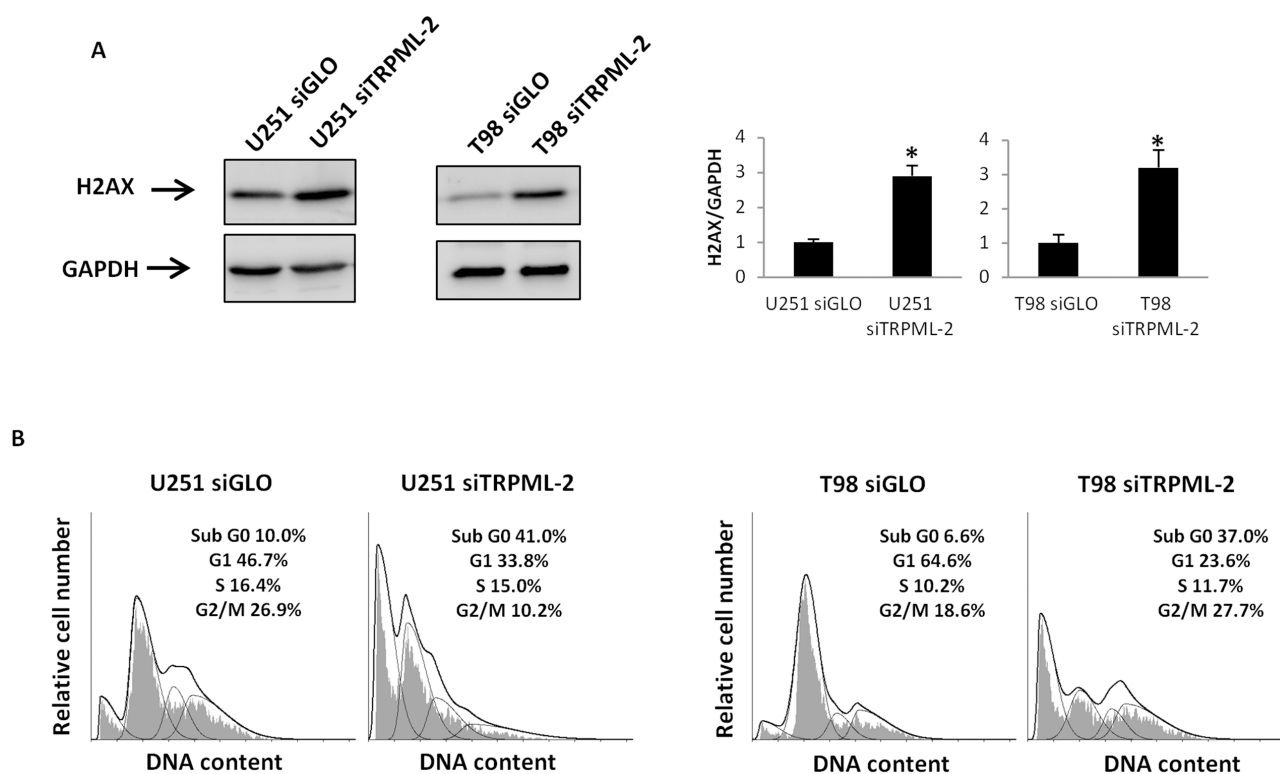 A
U251 siGLO
U251 siTRPML-2
T98 siGLO
T98 siTRPML-2
H2AX
GAPDH
H2AX/GAPDH
4
3
2
1
0
*
U251 siGLO
U251
siTRPML-2
4
3
2
1
0
*
T98 siGLO
T98
siTRPML-2
B
U251 siGLO
Relative cell number
Sub G0 10.0%
G1 46.7%
S 16.4%
G2/M 26.9%
DNA content
U251 siTRPML-2
Sub G0 41.0%
G1 33.8%
S 15.0%
G2/M 10.2%
DNA content
T98 siGLO
Relative cell number
Sub G0 6.6%
G1 64.6%
S 10.2%
G2/M 18.6%
DNA content
T98 siTRPML-2
Sub G0 37.0%
G1 23.6%
S 11.7%
G2/M 27.7%
DNA content